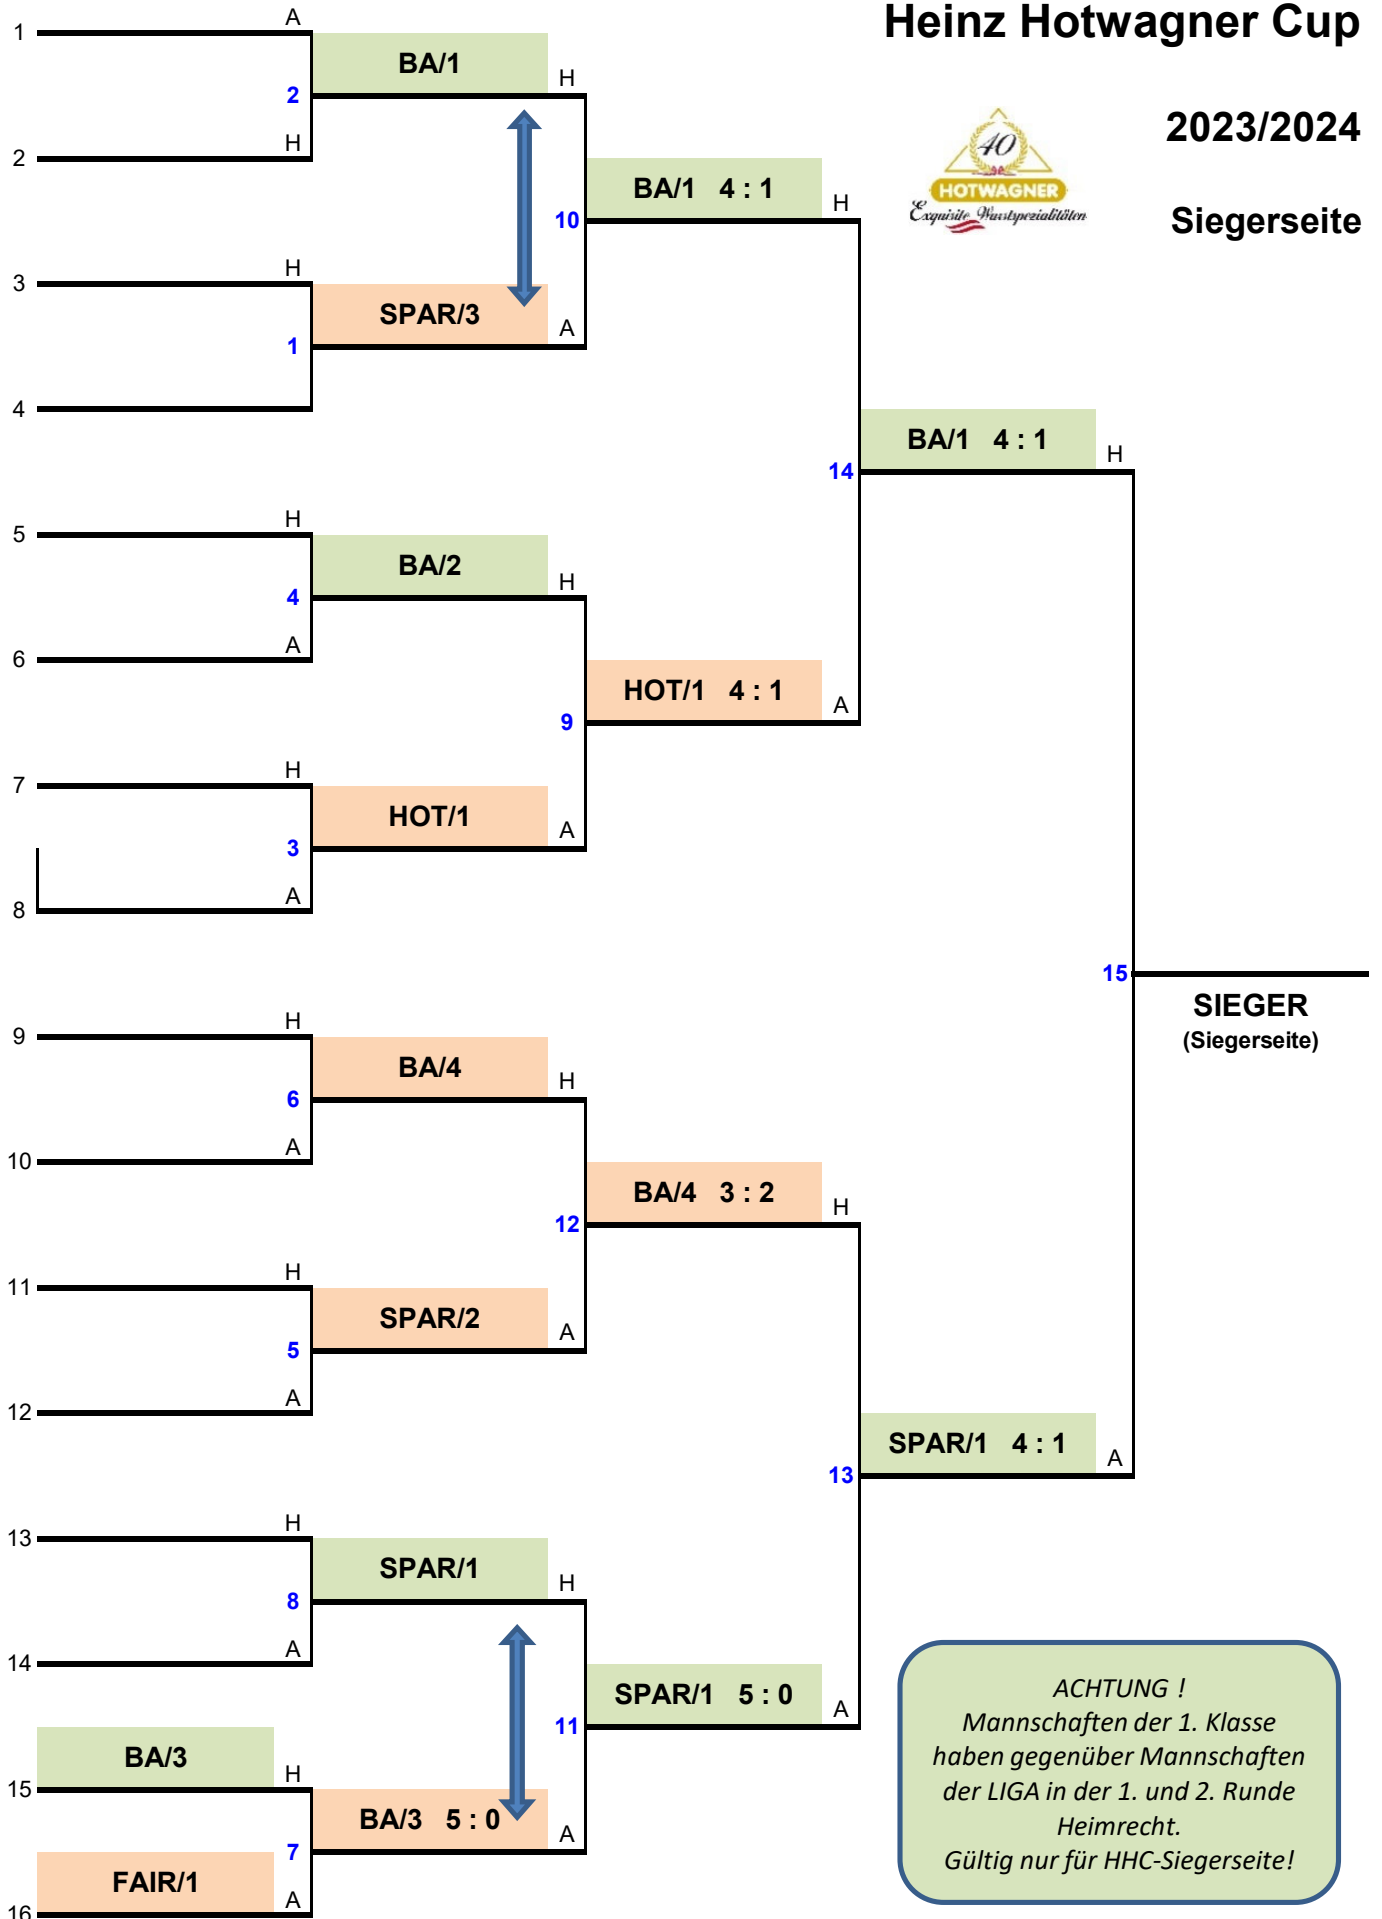 Heinz Hotwagner Cup
2023/2024
Siegerseite
40
HOTWAGNER
Exquisite Wurstspezialitäten
1
A
BA/1
H
2
2
H
BA/1 4 : 1
H
10
3
H
SPAR/3
A
1
4
BA/1 4 : 1
H
14
5
H
BA/2
H
4
6
A
HOT/1 4 : 1
A
9
7
H
HOT/1
A
3
8
A
15
SIEGER
(Siegerseite)
9
H
BA/4
H
6
10
A
BA/4 3 : 2
H
12
11
H
SPAR/2
A
5
12
A
SPAR/1 4 : 1
A
13
13
H
SPAR/1
H
8
14
A
SPAR/1 5 : 0
A
11
BA/3
15
H
BA/3 5 : 0
A
7
FAIR/1
16
A
ACHTUNG !
Mannschaften der 1. Klasse
haben gegenüber Mannschaften
der LIGA in der 1. und 2. Runde
Heimrecht.
Gültig nur für HHC-Siegerseite!